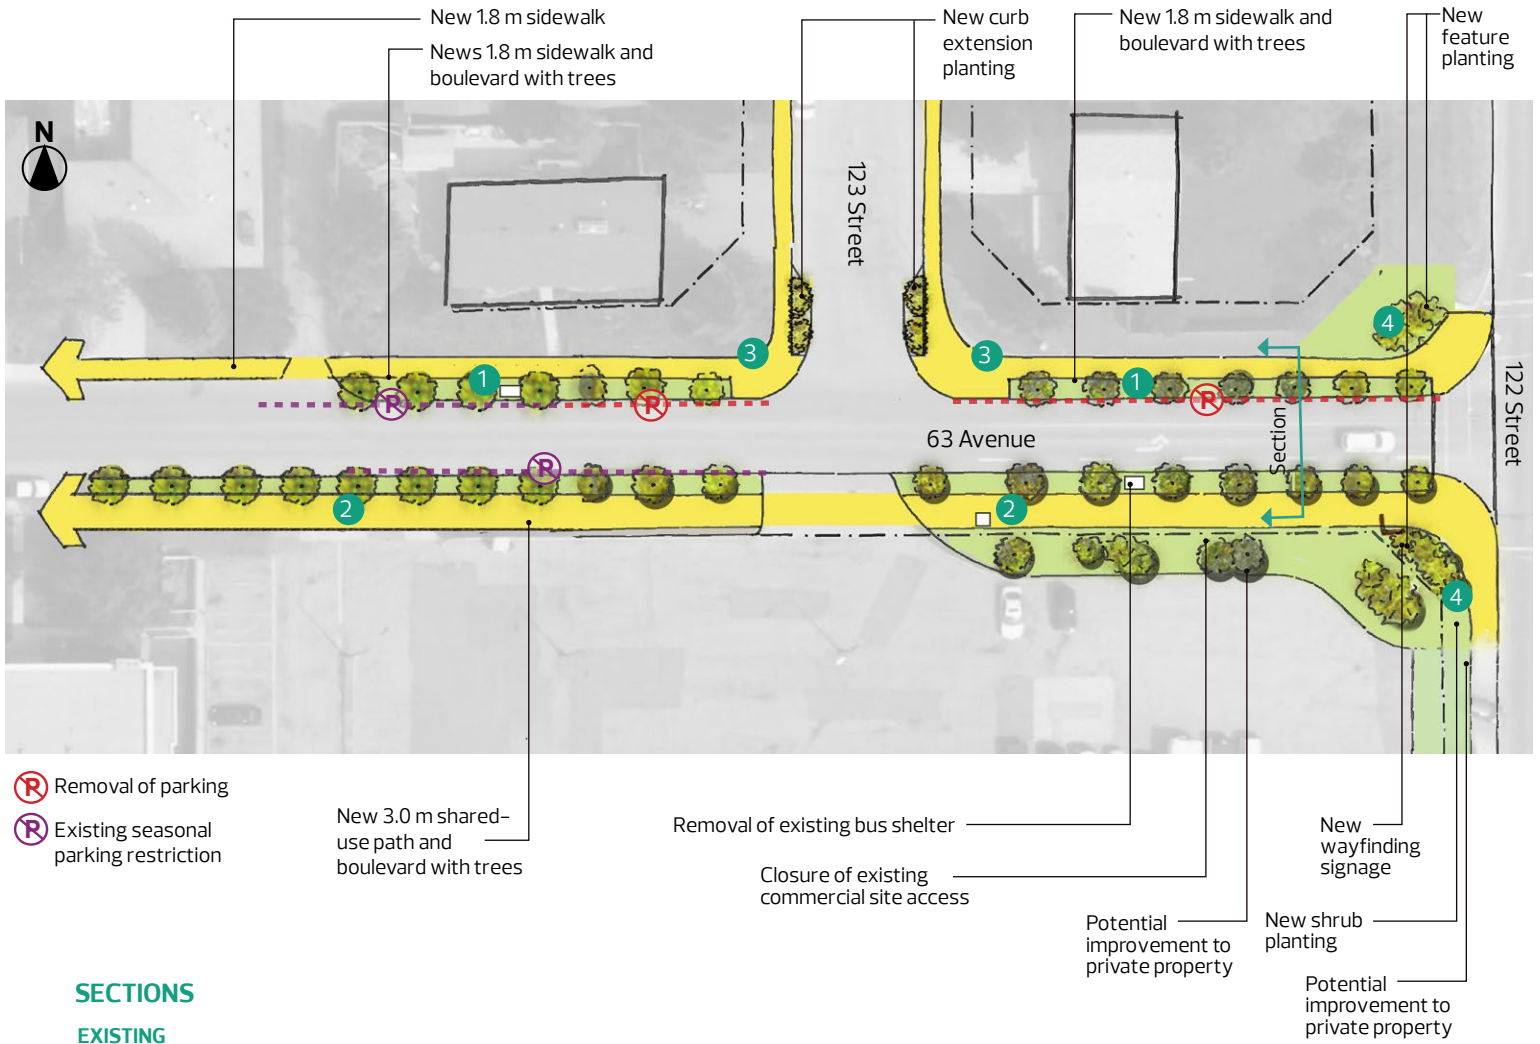 New 1.8 m sidewalk
News 1.8 m sidewalk and
boulevard with trees
New curb
extension
planting
New 1.8 m sidewalk and
boulevard with trees
New
feature
planting
N
123 Street
4
3
3
1
1
P
P
P
122 Street
63 Avenue
Section
P
2
2
4
P Removal of parking
P Existing seasonal
parking restriction
New 3.0 m shared-
use path and
boulevard with trees
Removal of existing bus shelter
Closure of existing
commercial site access
Potential
improvement to
private property
New
wayfinding
signage
New shrub
planting
Potential
improvement to
private property
SECTIONS
EXISTING